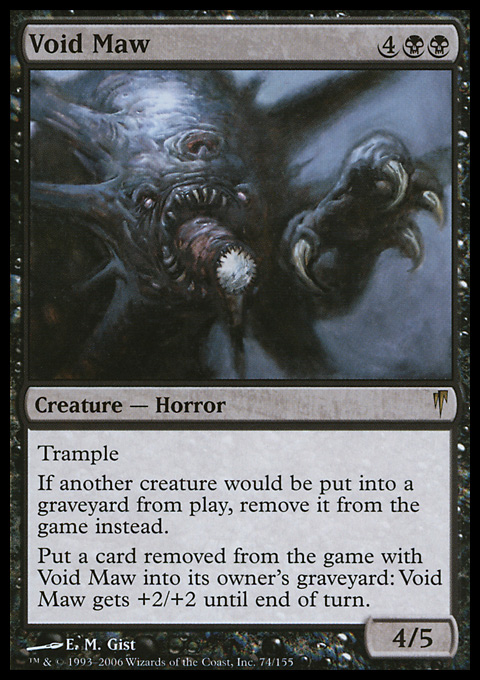 Void Maw 4
Creature — Horror
Trample
If another creature would be put into a
graveyard from play, remove it from the
game instead.
Put a card removed from the game with
Void Maw into its owner's graveyard: Void
Maw gets +2/+2 until end of turn.
E. M. Gist
4/5
™ & © 1993–2006 Wizards of the Coast, Inc. 74/155